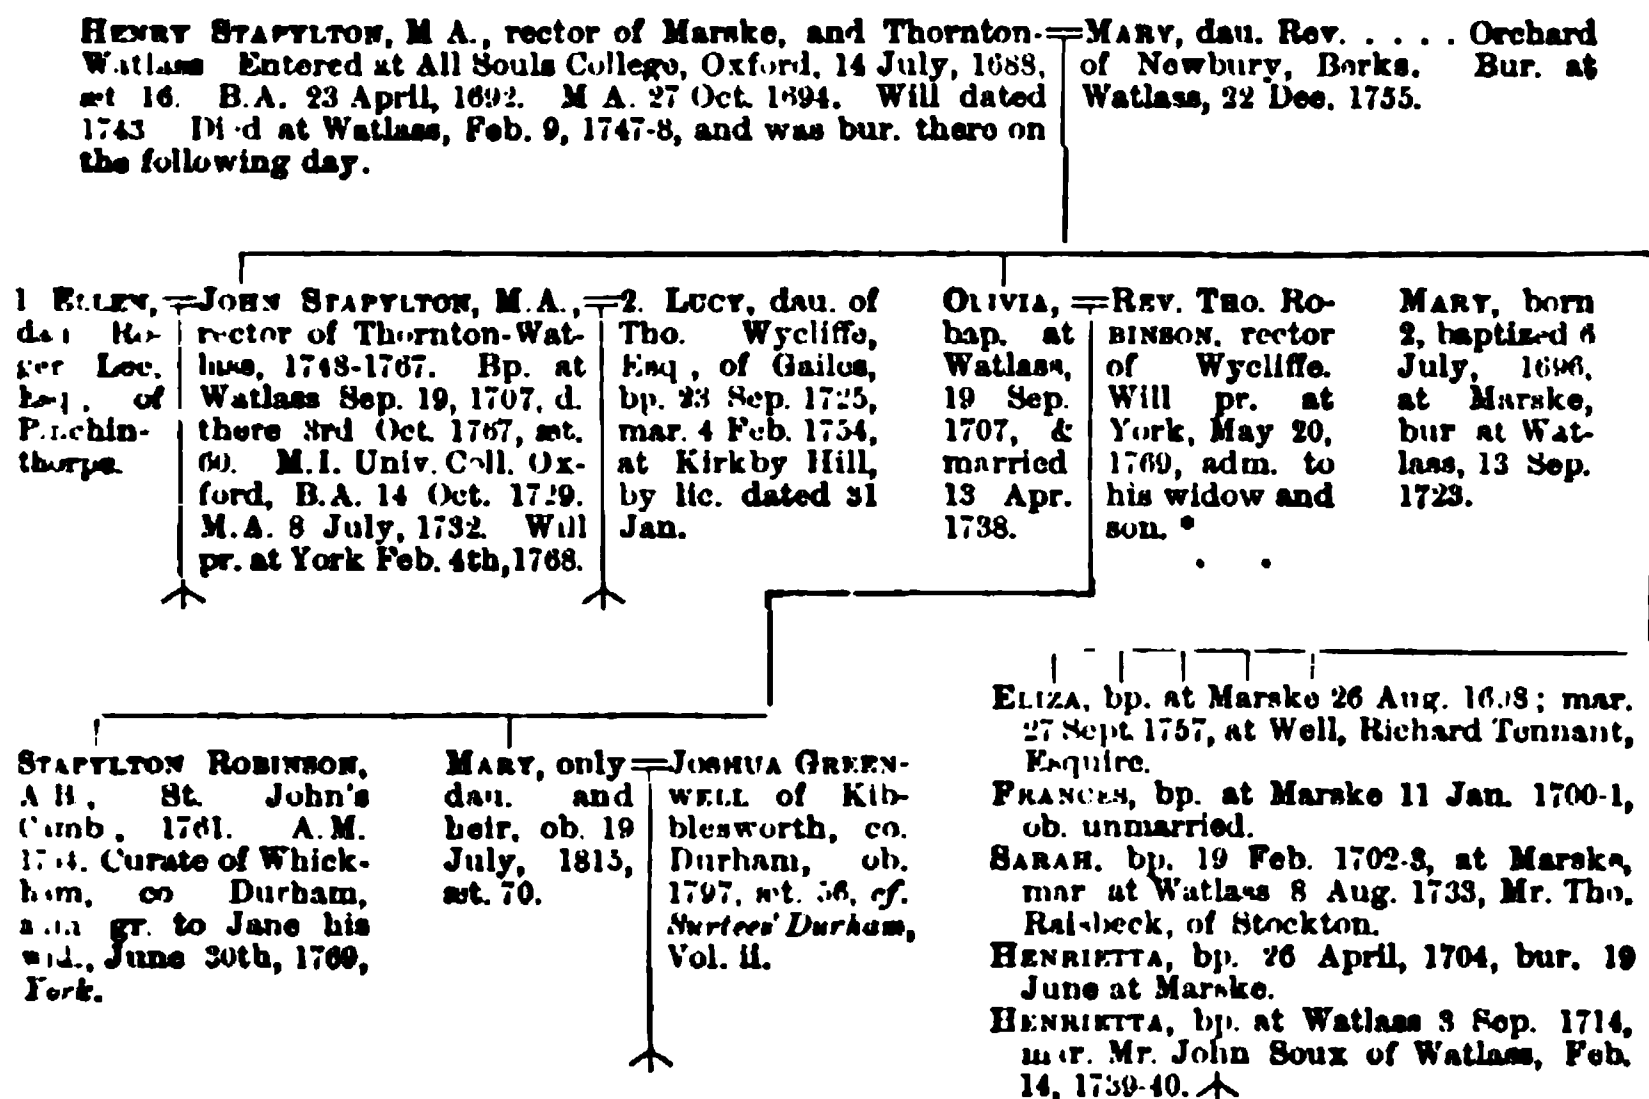 HENRY STAPYLTON, M A., rector of Marske, and Thornton-
Watlass Entered at All Souls College, Oxford, 14 July, 1688,
æt 16. B.A. 23 April, 1692. M A. 27 Oct. 1694. Will dated
1743 Died at Watlass, Feb. 9, 1747-8, and was bur. there on
the following day.
MARY, dau. Rev. . . . . . Orchard
of Newbury, Berks. Bur. at
Watlass, 22 Dec. 1755.
1 ELLEN,
dau Ro-
ger Lee.
Esq., of
Pinchin-
thorpe.
JOHN STAPYLTON, M.A.,
rector of Thornton-Wat-
lass, 1748-1767. Bp. at
Watlass Sep. 19, 1707, d.
there 3rd Oct. 1767, æt.
60. M.I. Univ. Coll. Ox-
ford, B.A. 14 Oct. 1729.
M.A. 8 July, 1732. Will
pr. at York Feb. 4th, 1768.
2. LUCY, dau. of
Tho. Wycliffe,
Esq , of Gailes,
bp. 23 Sep. 1725,
mar. 4 Feb. 1754,
at Kirkby Hill,
by lic. dated 31
Jan.
OLIVIA,
bap. at
Watlass,
19 Sep.
1707, &
married
13 Apr.
1738.
REV. THO. RO-
BINSON, rector
of Wycliffe.
Will pr. at
York, May 20,
1769, adm. to
his widow and
son. *
MARY, born
2, baptized 6
July, 1696,
at Marske,
bur at Wat-
lass, 13 Sep.
1723.
STAPYLTON ROBINSON,
A B, St. John's
Camb, 1761. A.M.
Curate of Whick-
ham, co Durham,
gr. to Jane his
wid., June 30th, 1769,
York.
MARY, only
dau. and
heir, ob. 19
July, 1815,
æt. 70.
JOSHUA GREEN-
WELL of Kib-
blesworth, co.
Durham, ob.
1797, æt. 56, cf.
Surtees' Durham,
Vol. ii.
ELIZA, bp. at Marske 26 Aug. 1698; mar.
27 Sept. 1757, at Well, Richard Tennant,
Esquire.
FRANCES, bp. at Marske 11 Jan. 1700-1,
ob. unmarried.
SARAH, bp. 19 Feb. 1702-3, at Marske,
mar at Watlass 8 Aug. 1733, Mr. Tho.
Raisbeck, of Stockton.
HENRIETTA, bp. 26 April, 1704, bur. 19
June at Marske.
HENRIETTA, bp. at Watlass 3 Sep. 1714,
mar. Mr. John Soux of Watlass, Feb.
14, 1739-40.